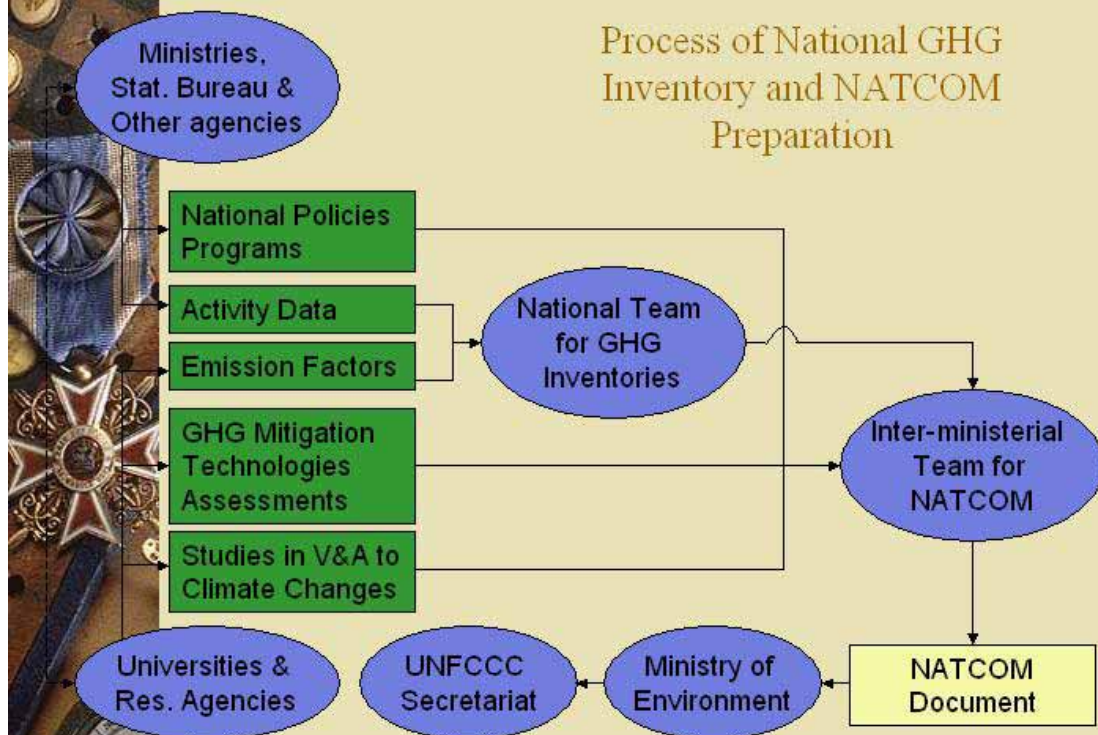 Process of National GHG
Inventory and NATCOM
Preparation
Ministries,
Stat. Bureau &
Other agencies
National Policies
Programs
Activity Data
Emission Factors
GHG Mitigation
Technologies
Assessments
Studies in V&A to
Climate Changes
National Team
for GHG
Inventories
Inter-ministerial
Team for
NATCOM
Universities &
Res. Agencies
UNFCCC
Secretariat
Ministry of
Environment
NATCOM
Document